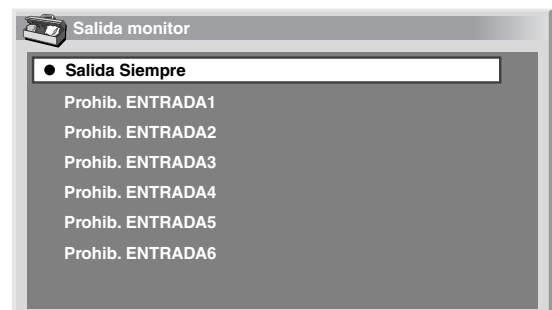 Salida monitor
Salida Siempre
Prohib. ENTRADA1
Prohib. ENTRADA2
Prohib. ENTRADA3
Prohib. ENTRADA4
Prohib. ENTRADA5
Prohib. ENTRADA6